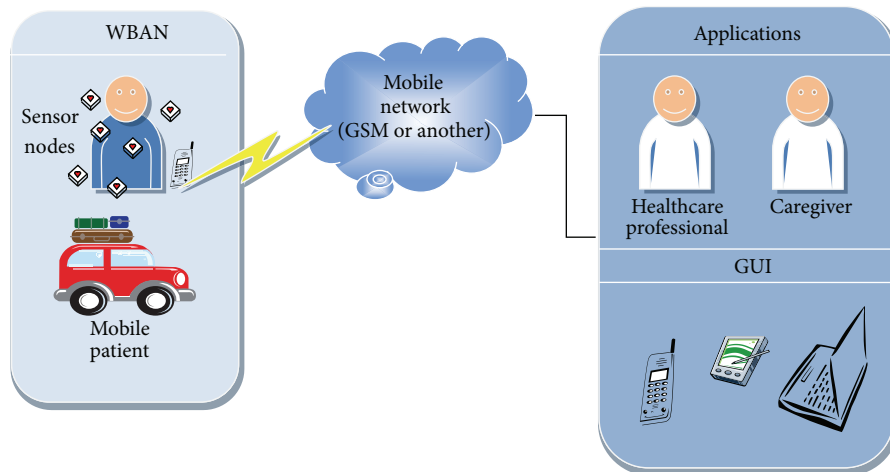 WBAN
Sensor
nodes
Mobile
patient
Mobile
network
(GSM or another)
Applications
Healthcare
professional
Caregiver
GUI